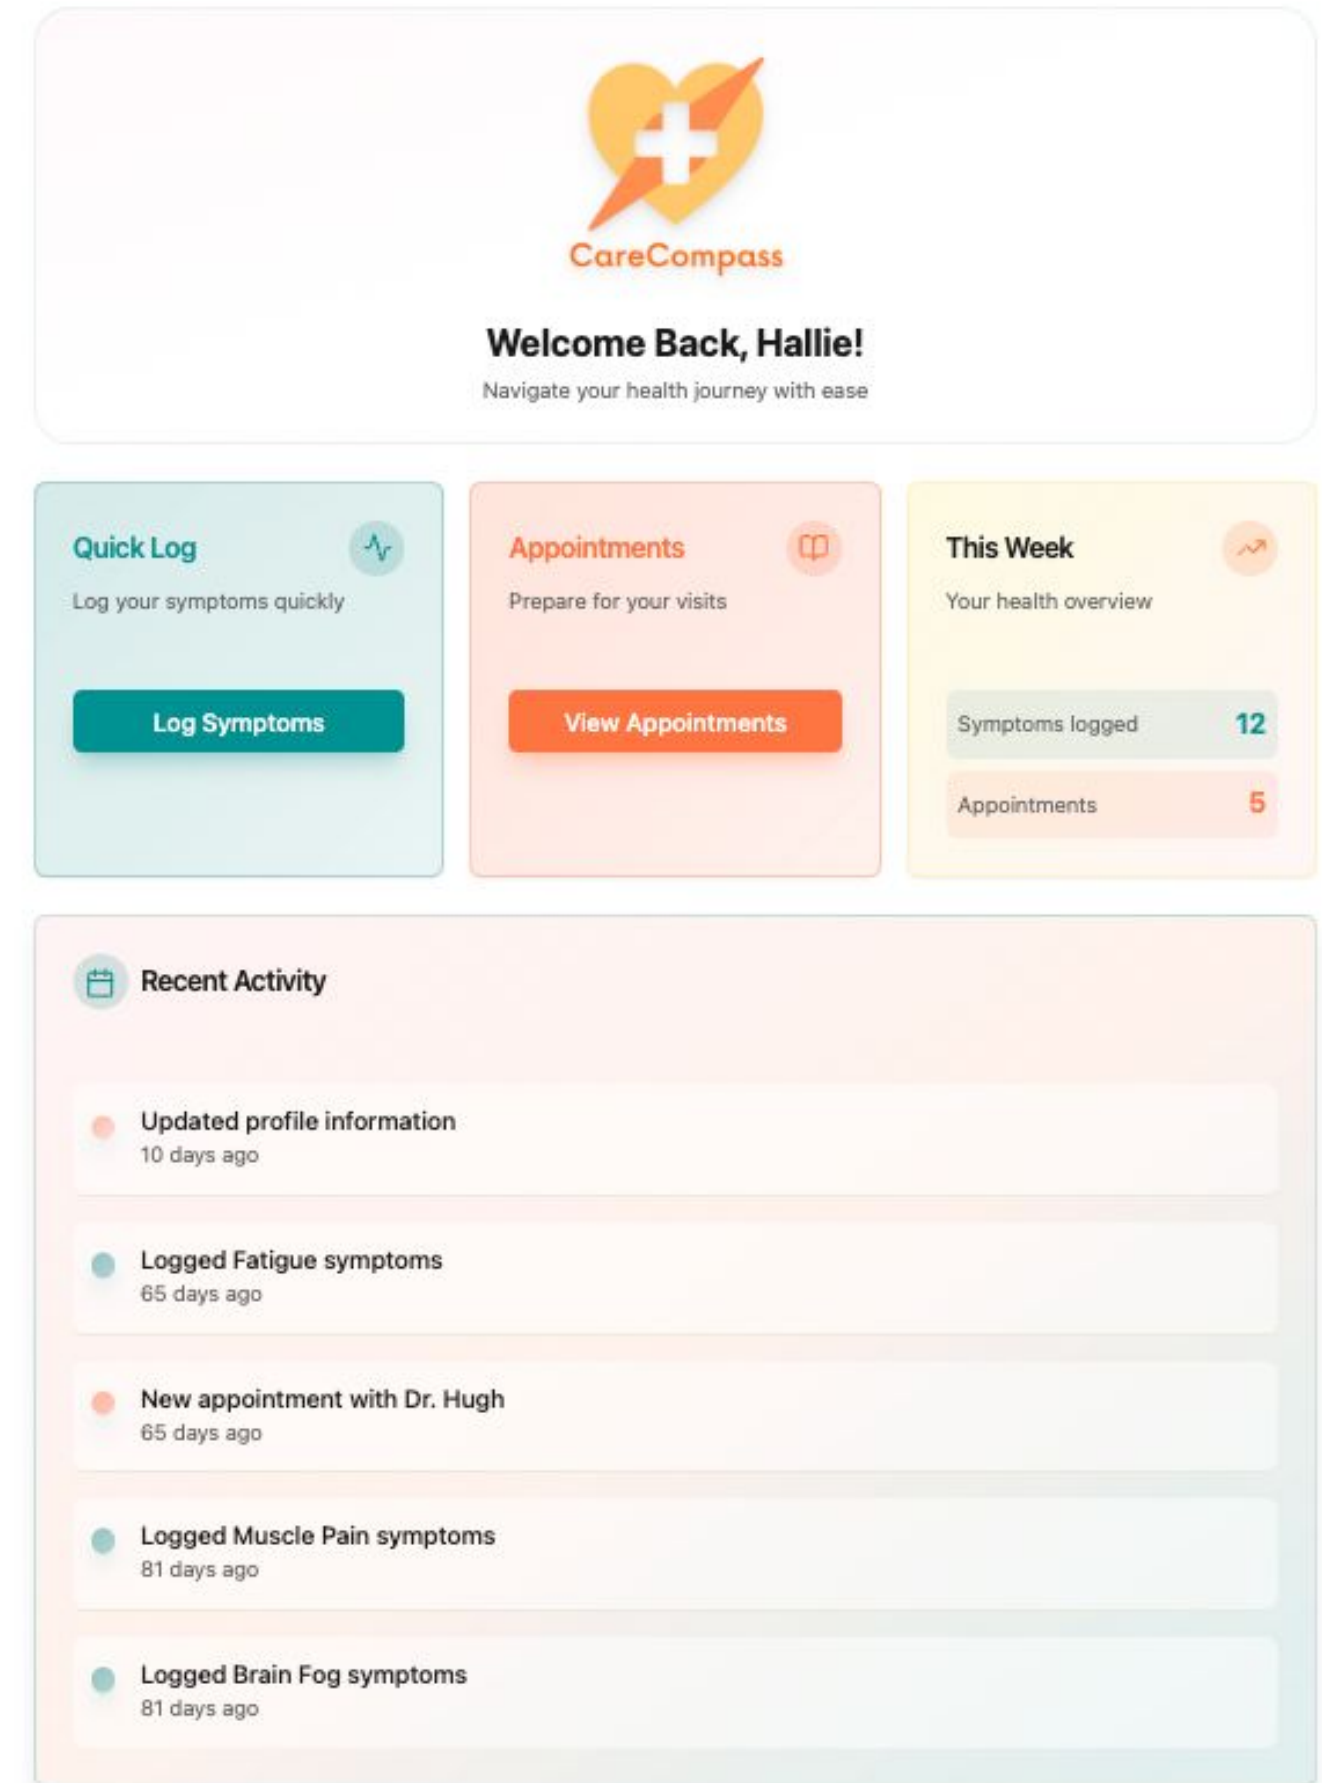 CareCompass
Welcome Back, Hallie!
Navigate your health journey with ease
Quick Log
Log your symptoms quickly
Log Symptoms
Appointments
Prepare for your visits
View Appointments
This Week
Your health overview
Symptoms logged 12
Appointments 5
Recent Activity
Updated profile information
10 days ago
Logged Fatigue symptoms
65 days ago
New appointment with Dr. Hugh
65 days ago
Logged Muscle Pain symptoms
81 days ago
Logged Brain Fog symptoms
81 days ago